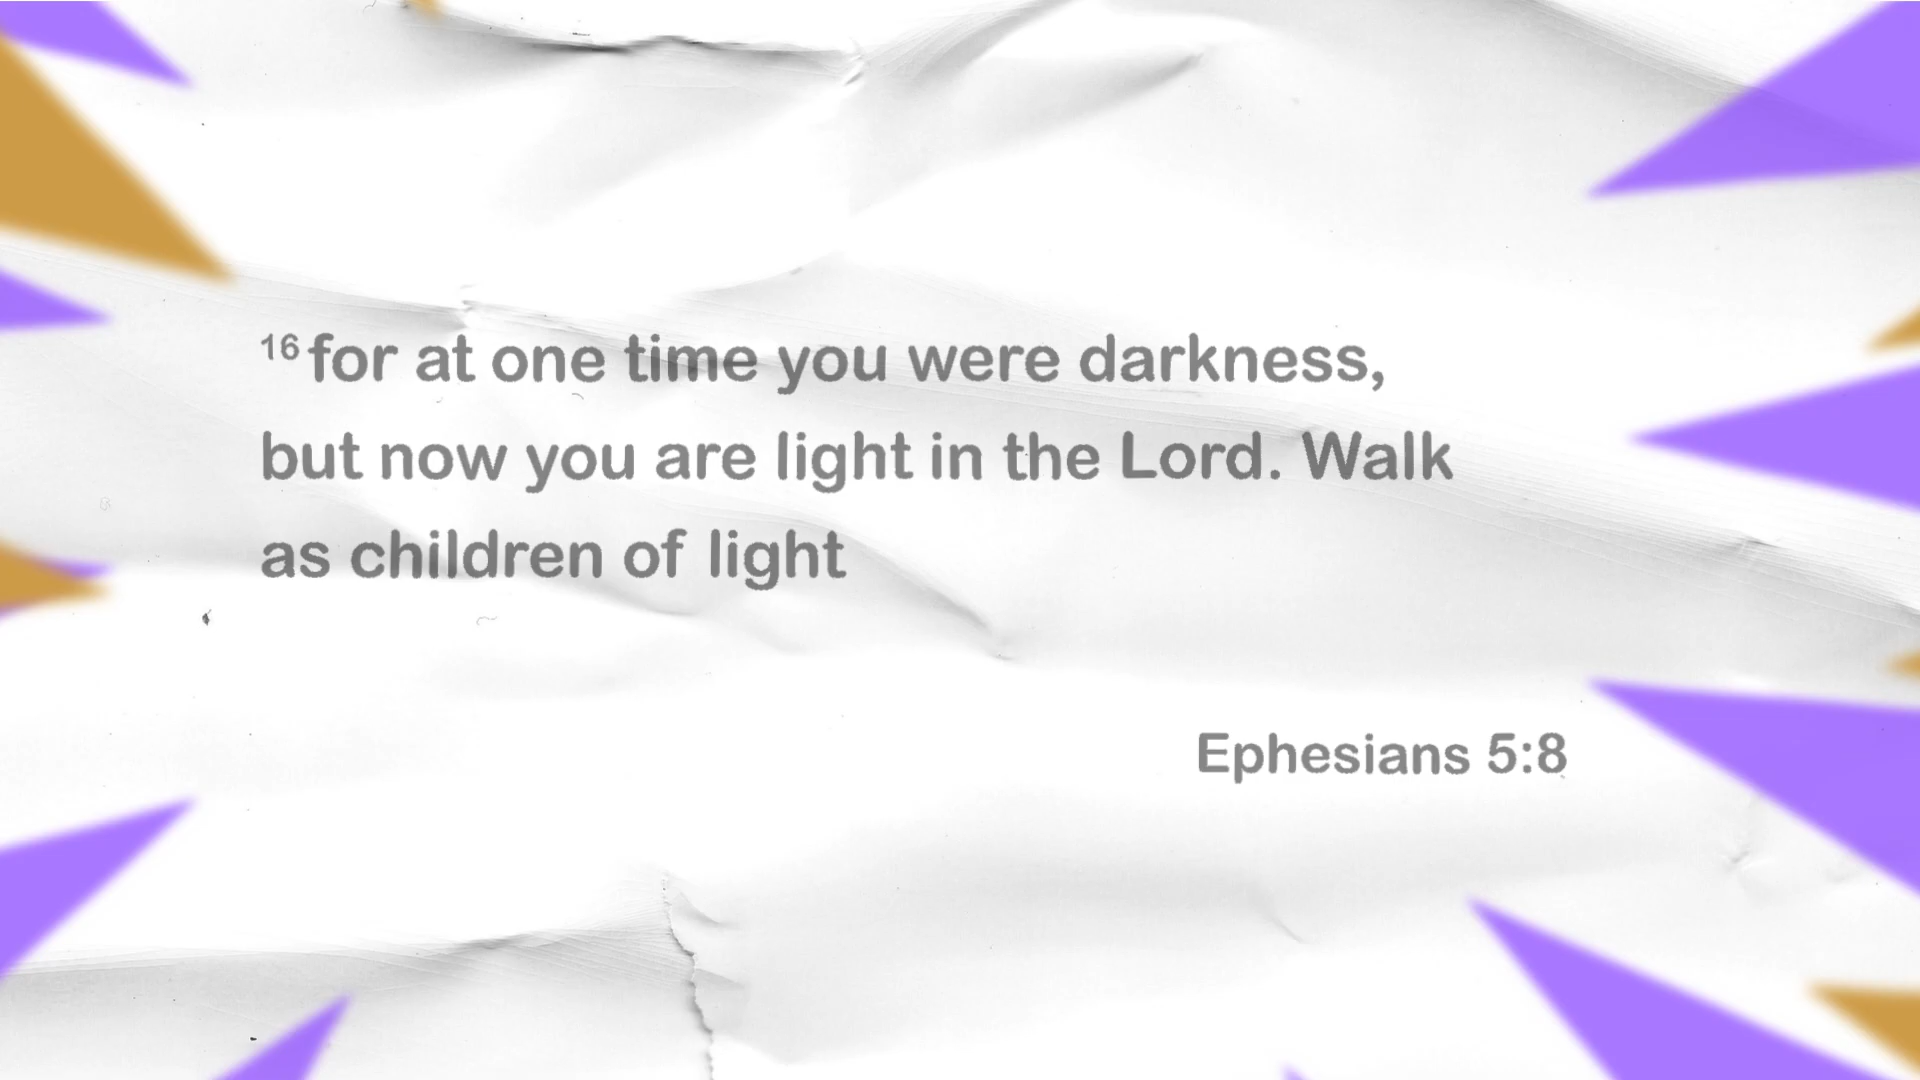 16 for at one time you were darkness,
but now you are light in the Lord. Walk
as children of light
Ephesians 5:8